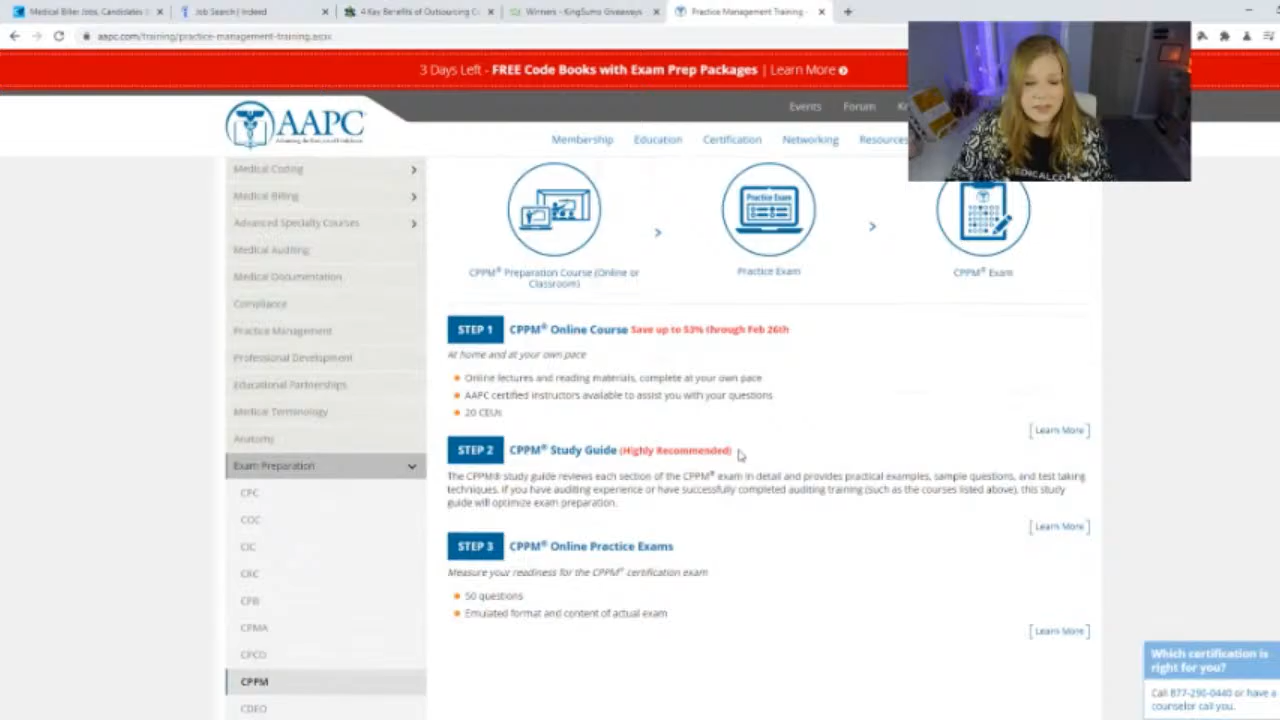 Medical Biller Jobs, Candidates
Job Search | Indeed
4 Key Benefits of Outsourcing C
Winners - KingSumo Giveaways
Practice Management Training -
aapc.com/training/practice-management-training.aspx
3 Days Left - FREE Code Books with Exam Prep Packages | Learn More
Events Forum
AAPC
Membership Education Certification Networking Resources
Medical Coding
Medical Billing
Advanced Specialty Courses
Medical Auditing
Medical Documentation
Compliance
Practice Management
Professional Development
Educational Partnerships
Medical Terminology
Anatomy
Exam Preparation
CPC
COC
CIC
CRC
CPB
CPMA
CPCO
CPPM
CDEO
Practice Exam
CPPM® Preparation Course (Online or
Classroom)
Practice Exam
CPPM® Exam
STEP 1 CPPM® Online Course Save up to 53% through Feb 26th
At home and at your own pace
Online lectures and reading materials, complete at your own pace
AAPC certified instructors available to assist you with your questions
20 CEUs
[Learn More]
STEP 2 CPPM® Study Guide (Highly Recommended)
The CPPM® study guide reviews each section of the CPPM® exam in detail and provides practical examples, sample questions, and test taking
techniques. If you have auditing experience or have successfully completed auditing training (such as the courses listed above), this study
guide will optimize exam preparation.
[Learn More]
STEP 3 CPPM® Online Practice Exams
Measure your readiness for the CPPM® certification exam
50 questions
Emulated format and content of actual exam
[Learn More]
Which certification is
right for you?
Call 877-290-0440 or have a
counselor call you.